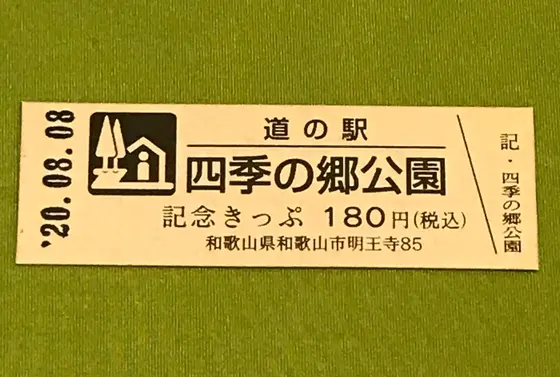 '20.08.08
道の駅
四季の郷公園
記念きっぷ 180円(税込)
和歌山県和歌山市明王寺85
記・四季の郷公園